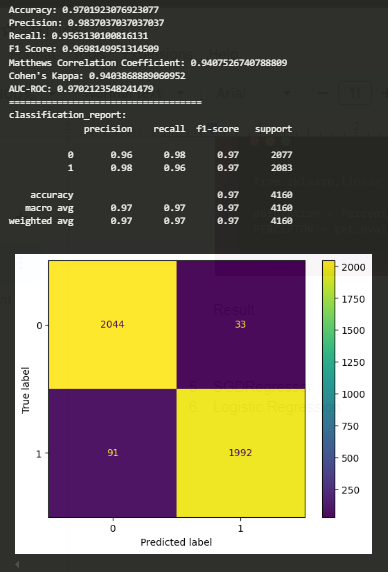 Accuracy: 0.9701923076923077
Precision: 0.9837037037037037
Recall: 0.9563130100816131
F1 Score: 0.9698149951314509
Matthews Correlation Coefficient: 0.9407526740788809
Cohen's Kappa: 0.9403868889060952
AUC-ROC: 0.9702123548241479
=====================================
classification_report:
precision recall f1-score support
0 0.96 0.98 0.97 2077
1 0.98 0.96 0.97 2083
accuracy 0.97 4160
macro avg 0.97 0.97 0.97 4160
weighted avg 0.97 0.97 0.97 4160
2044 33
91 1992
0
1
True label
0 1
Predicted label
2000
1750
1500
1250
1000
750
500
250
Arial
Help
Result
Logistic Regression